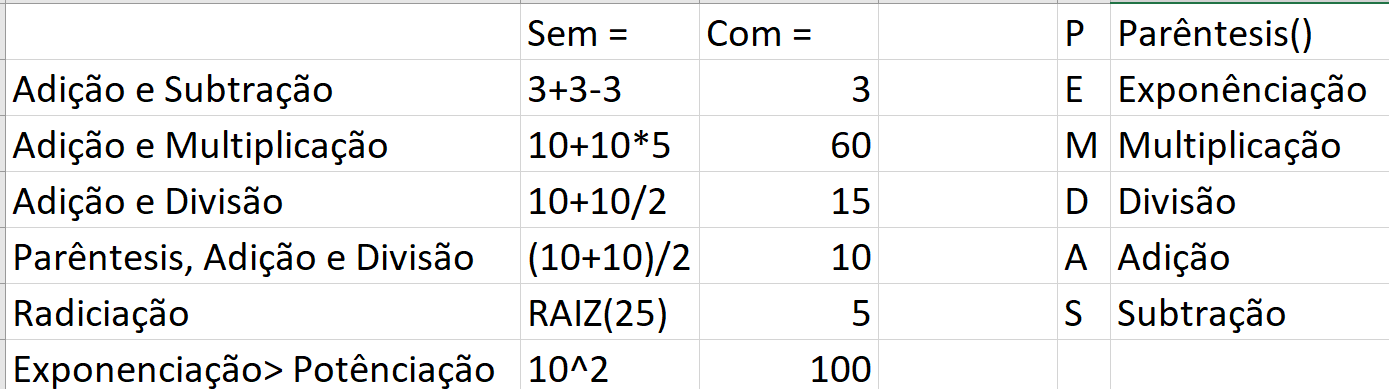 Sem = Com = P Parêntesis()
Adição e Subtração 3+3-3 3 E Exponênciação
Adição e Multiplicação 10+10*5 60 M Multiplicação
Adição e Divisão 10+10/2 15 D Divisão
Parêntesis, Adição e Divisão (10+10)/2 10 A Adição
Radiciação RAIZ(25) 5 S Subtração
Exponenciação> Potênciação 10^2 100